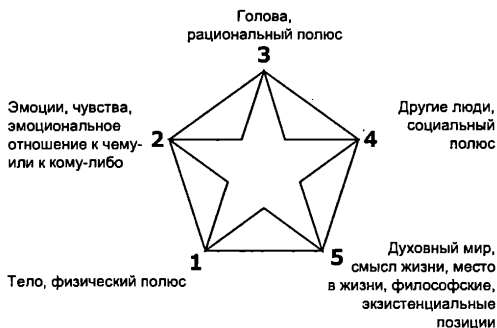 Голова,
рациональный полюс
3
Эмоции, чувства,
эмоциональное
отношение к чему-
или к кому-либо
2
4
Другие люди,
социальный
полюс
1
Тело, физический полюс
5
Духовный мир,
смысл жизни, место
в жизни, философские,
экзистенциальные
позиции